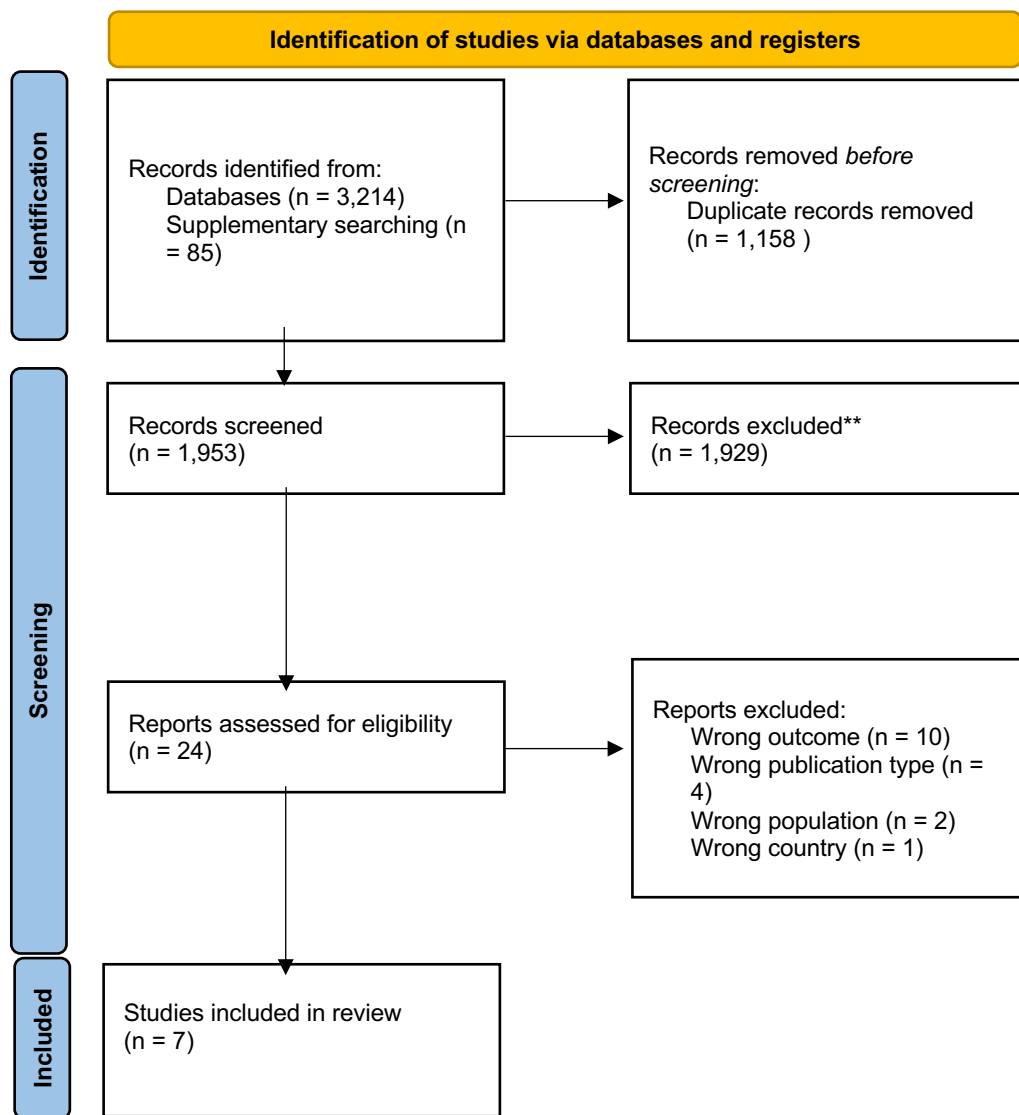 Identification of studies via databases and registers
Identification
Records identified from:
Databases (n = 3,214)
Supplementary searching (n
= 85)
Records removed before
screening:
Duplicate records removed
(n = 1,158 )
Screening
Records screened
(n = 1,953)
Records excluded**
(n = 1,929)
Reports assessed for eligibility
(n = 24)
Reports excluded:
Wrong outcome (n = 10)
Wrong publication type (n =
4)
Wrong population (n = 2)
Wrong country (n = 1)
Included
Studies included in review
(n = 7)